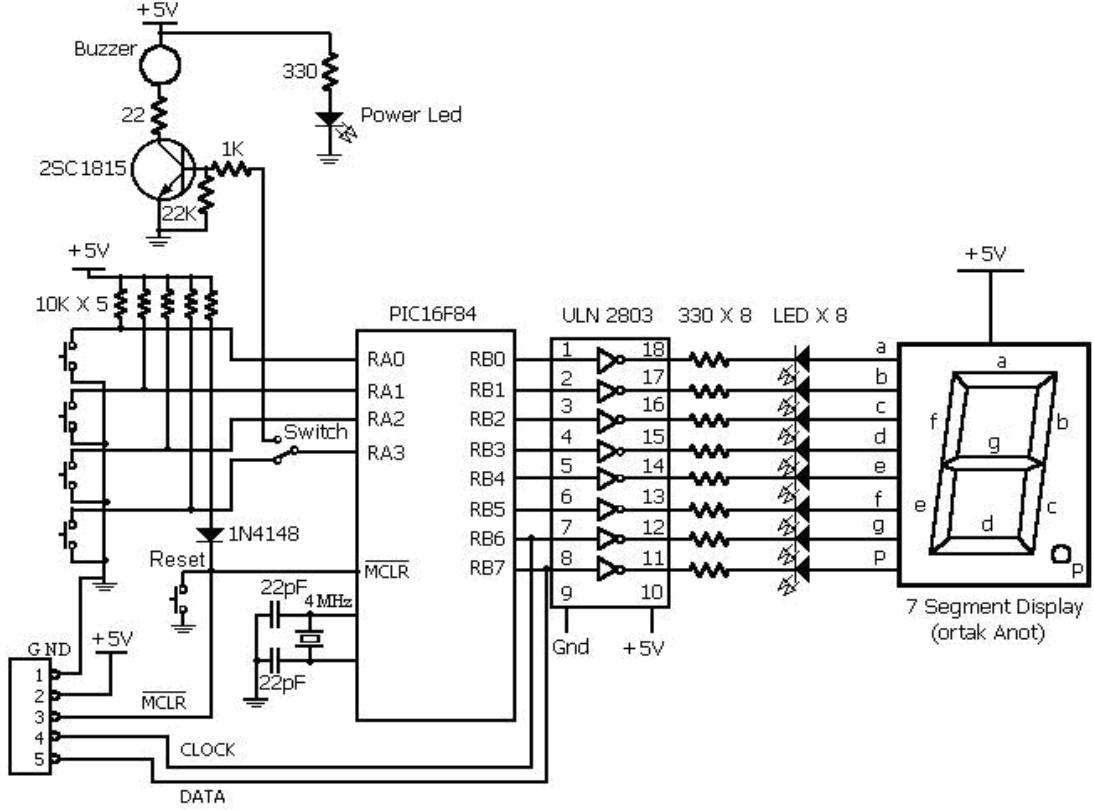 +5V
Buzzer
330
22
Power Led
2SC1815
1K
22K
+5V
10K X 5
PIC16F84
ULN 2803
330 X 8
LED X 8
+5V
RA0
RA1
RA2
RA3
MCLR
RB0
RB1
RB2
RB3
RB4
RB5
RB6
RB7
1
2
3
4
5
6
7
8
9
18
17
16
15
14
13
12
11
10
Gnd
+5V
a
b
c
d
e
f
g
p
a
b
c
d
e
f
g
p
7 Segment Display
(ortak Anot)
Switch
1N4148
Reset
22pF
4 MHz
22pF
GND
+5V
1
2
3
4
5
MCLR
CLOCK
DATA